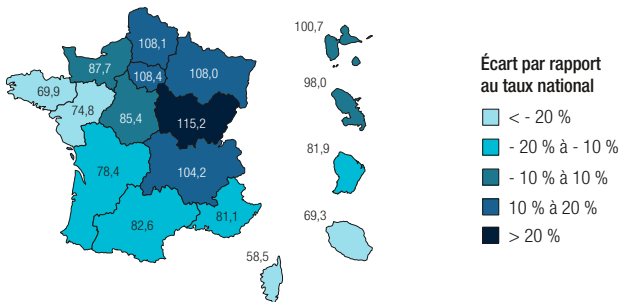 108,1
100,7
87,7
108,4
108,0
98,0
69,9
74,8
85,4
115,2
81,9
78,4
104,2
69,3
82,6
81,1
58,5
Écart par rapport
au taux national
< - 20 %
- 20 % à - 10 %
- 10 % à 10 %
10 % à 20 %
> 20 %